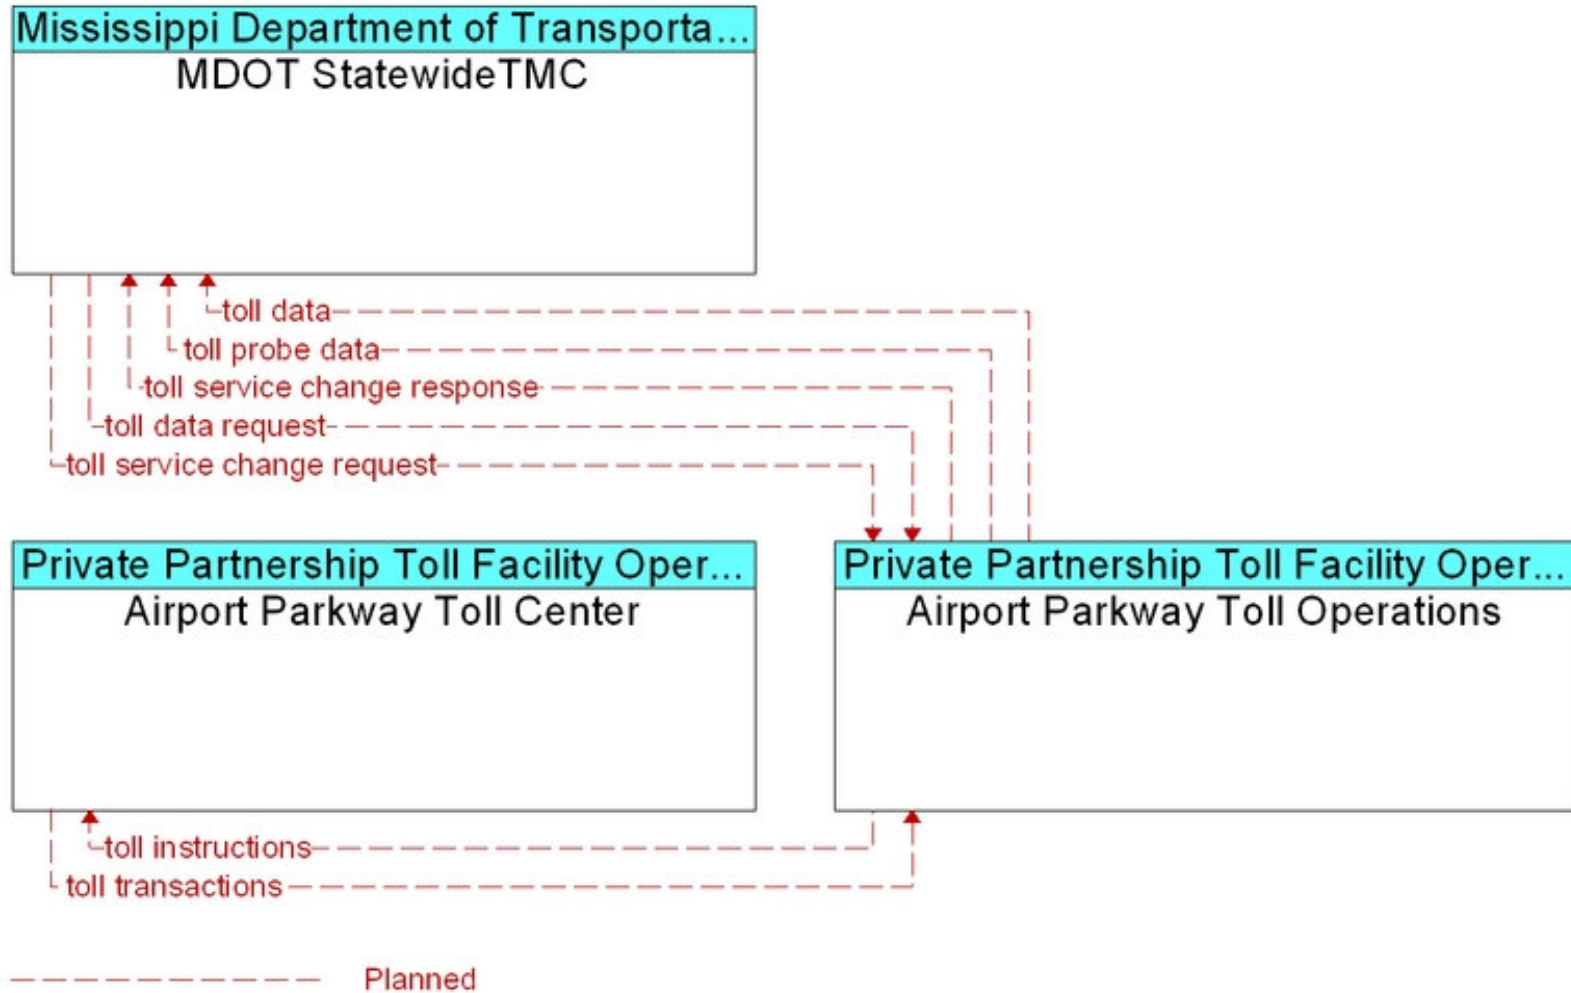 Mississippi Department of Transporta...
MDOT StatewideTMC
toll data
toll probe data
toll service change response
toll data request
toll service change request
Private Partnership Toll Facility Oper...
Airport Parkway Toll Center
Private Partnership Toll Facility Oper...
Airport Parkway Toll Operations
toll instructions
toll transactions
Planned